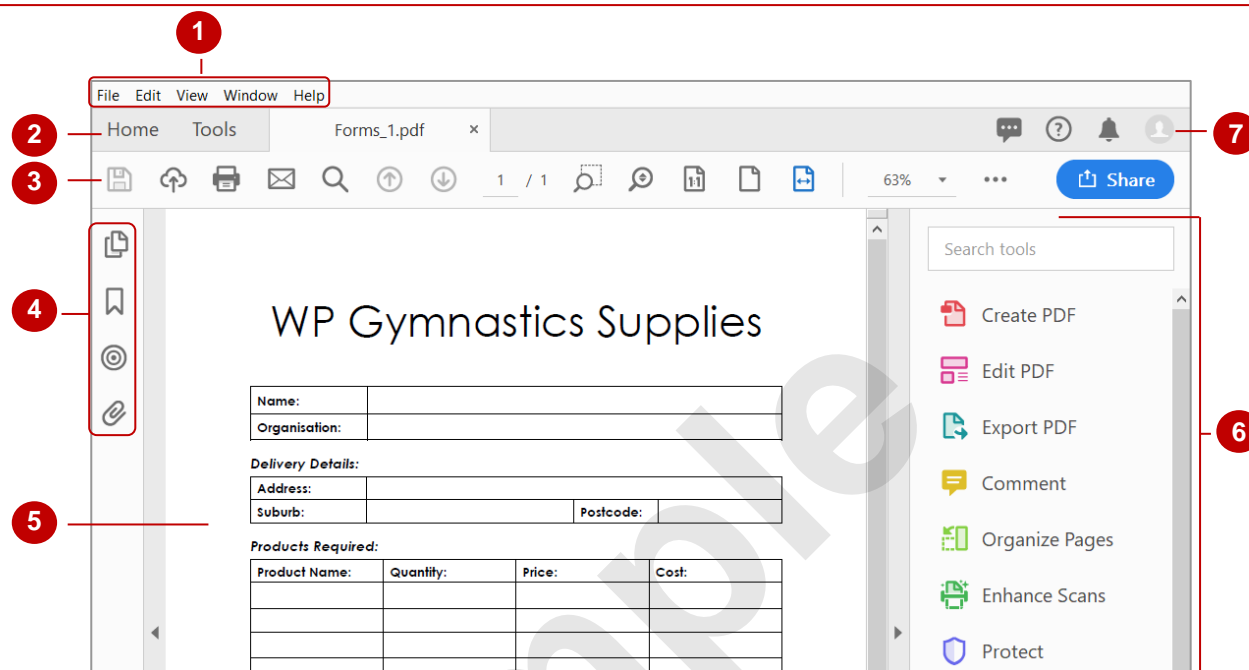 1
File Edit View Window Help
2
Home Tools Forms_1.pdf ×
7
3
1 / 1 1:1 63% Share
4
Search tools
WP Gymnastics Supplies
Create PDF
Edit PDF
Name:
Organisation:
Export PDF
6
Delivery Details:
Address:
Comment
Suburb: Postcode:
5
Organize Pages
Products Required:
Product Name: Quantity: Price: Cost:
Enhance Scans
Protect